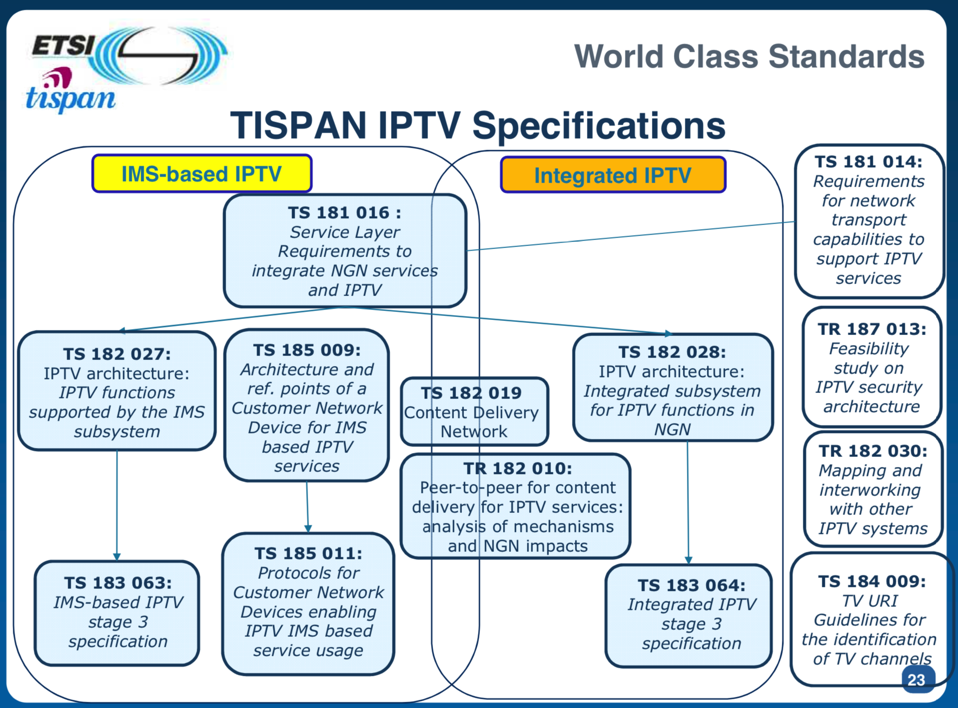 ETSI
tispan
World Class Standards
TISPAN IPTV Specifications
IMS-based IPTV
Integrated IPTV
TS 181 016 :
Service Layer
Requirements to
integrate NGN services
and IPTV
TS 181 014:
Requirements
for network
transport
capabilities to
support IPTV
services
TS 182 027:
IPTV architecture:
IPTV functions
supported by the IMS
subsystem
TS 185 009:
Architecture and
ref. points of a
Customer Network
Device for IMS
based IPTV
services
TS 182 019
Content Delivery
Network
TS 182 028:
IPTV architecture:
Integrated subsystem
for IPTV functions in
NGN
TR 187 013:
Feasibility
study on
IPTV security
architecture
TR 182 010:
Peer-to-peer for content
delivery for IPTV services:
analysis of mechanisms
and NGN impacts
TR 182 030:
Mapping and
interworking
with other
IPTV systems
TS 183 063:
IMS-based IPTV
stage 3
specification
TS 185 011:
Protocols for
Customer Network
Devices enabling
IPTV IMS based
service usage
TS 183 064:
Integrated IPTV
stage 3
specification
TS 184 009:
TV URI
Guidelines for
the identification
of TV channels
23